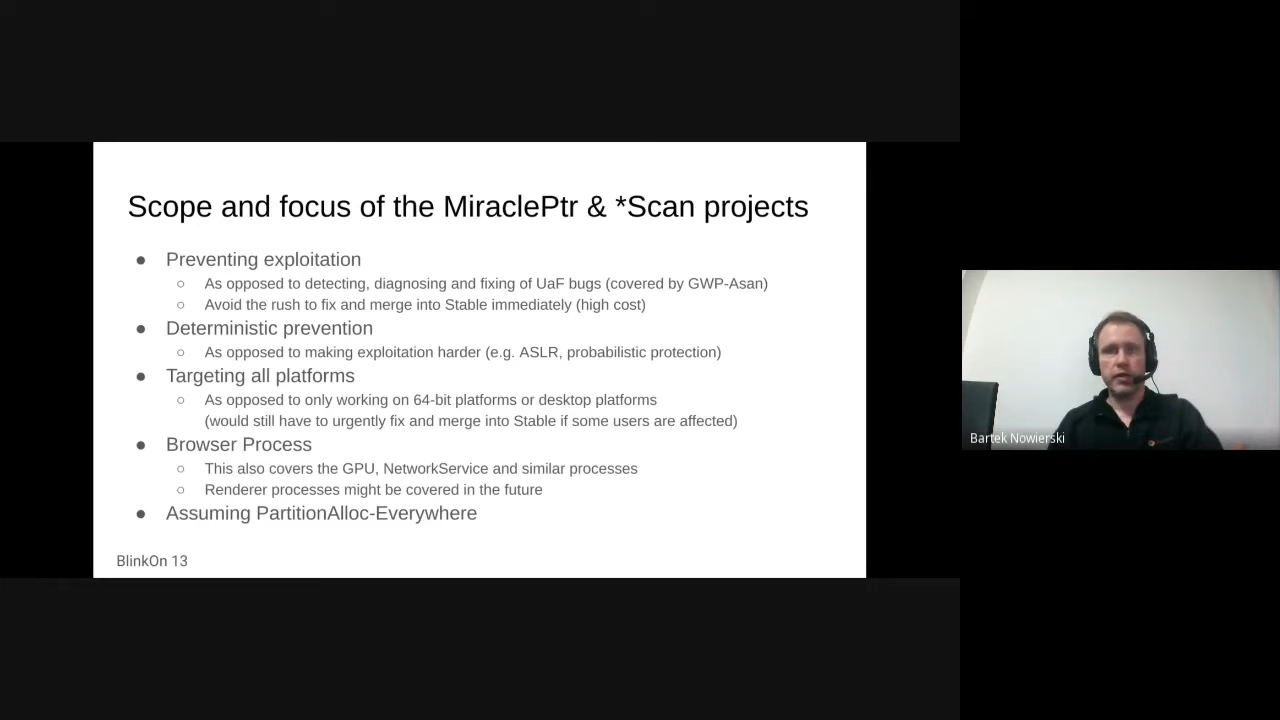 Scope and focus of the MiraclePtr & *Scan projects
● Preventing exploitation
○ As opposed to detecting, diagnosing and fixing of UaF bugs (covered by GWP-Asan)
○ Avoid the rush to fix and merge into Stable immediately (high cost)
● Deterministic prevention
○ As opposed to making exploitation harder (e.g. ASLR, probabilistic protection)
● Targeting all platforms
○ As opposed to only working on 64-bit platforms or desktop platforms
(would still have to urgently fix and merge into Stable if some users are affected)
● Browser Process
○ This also covers the GPU, NetworkService and similar processes
○ Renderer processes might be covered in the future
● Assuming PartitionAlloc-Everywhere
BlinkOn 13
Bartek Nowierski